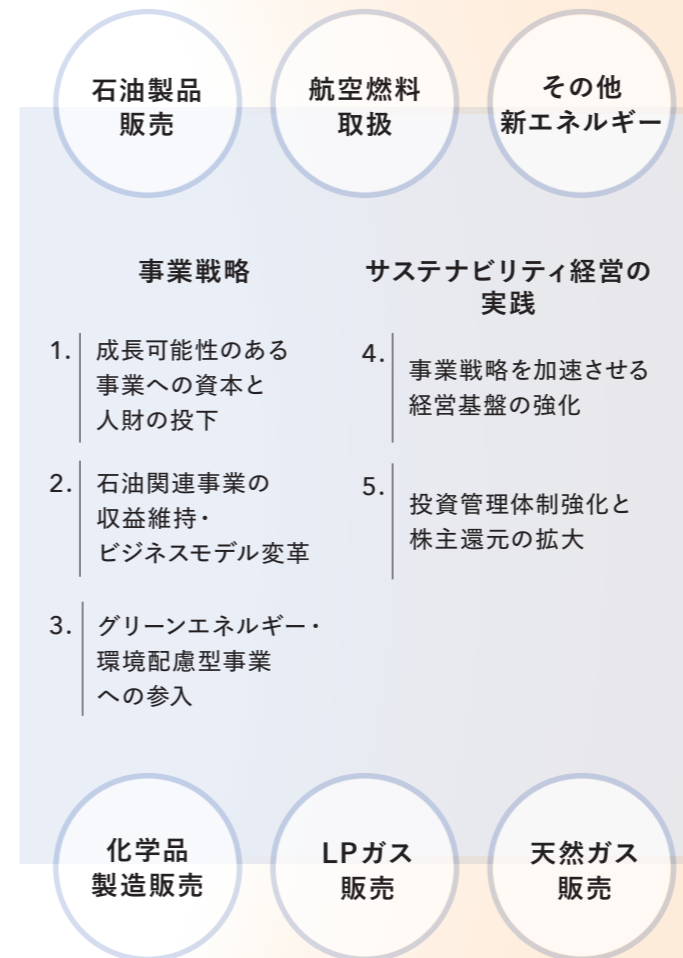 石油製品
販売
航空燃料
取扱
その他
新エネルギー
事業戦略
1. 成長可能性のある
事業への資本と
人財の投下
2. 石油関連事業の
収益維持・
ビジネスモデル変革
3. グリーンエネルギー・
環境配慮型事業
への参入
サステナビリティ経営の
実践
4. 事業戦略を加速させる
経営基盤の強化
5. 投資管理体制強化と
株主還元の拡大
化学品
製造販売
LPガス
販売
天然ガス
販売